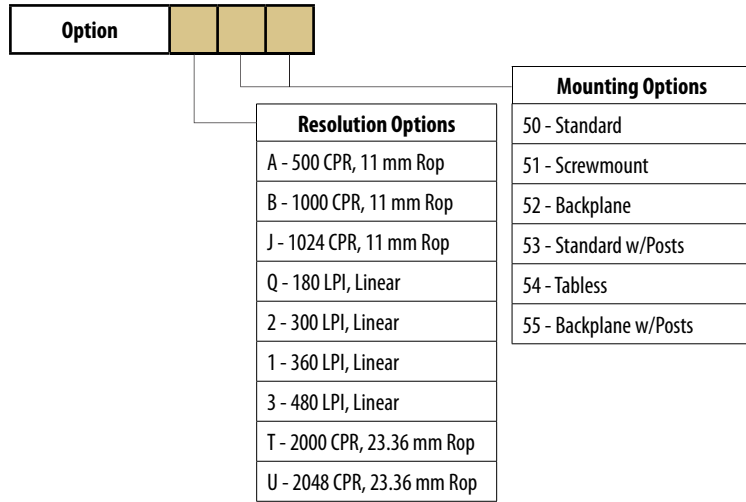 Option
Mounting Options
50 - Standard
51 - Screwmount
52 - Backplane
53 - Standard w/Posts
54 - Tabless
55 - Backplane w/Posts
Resolution Options
A - 500 CPR, 11 mm Rop
B - 1000 CPR, 11 mm Rop
J - 1024 CPR, 11 mm Rop
Q - 180 LPI, Linear
2 - 300 LPI, Linear
1 - 360 LPI, Linear
3 - 480 LPI, Linear
T - 2000 CPR, 23.36 mm Rop
U - 2048 CPR, 23.36 mm Rop